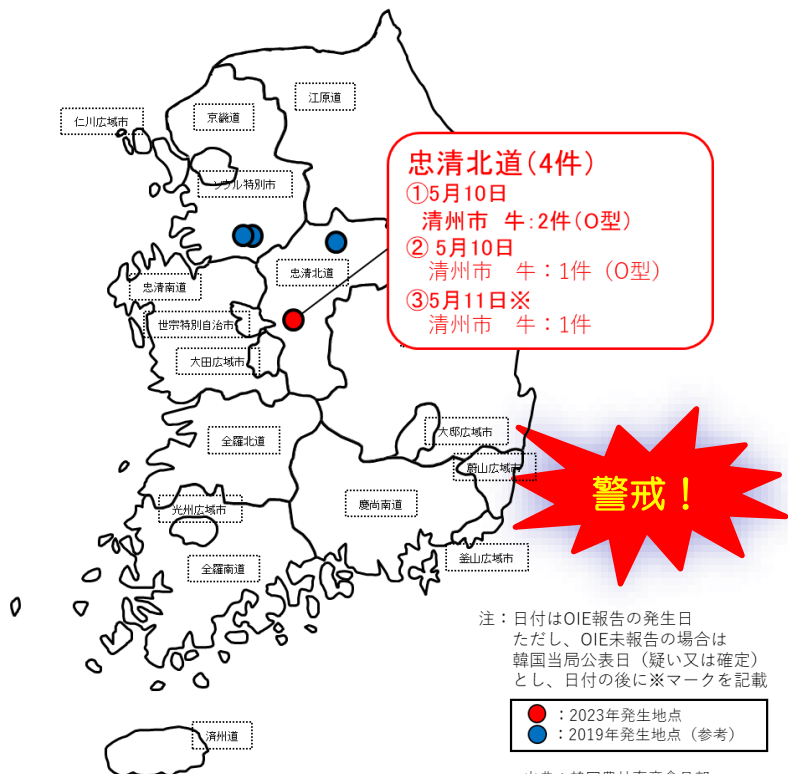 江原道
京畿道
仁川広域市
ソウル特別市
忠清北道(4件)
①5月10日
清州市 牛:2件(O型)
② 5月10日
清州市 牛：1件（O型）
③5月11日※
清州市 牛：1件
忠清北道
忠清南道
世宗特別自治市
大田広域市
全羅北道
大邱広域市
蔚山広域市
警戒！
慶尚南道
光州広域市
釜山広域市
全羅南道
済州道
注：日付はOIE報告の発生日
ただし、OIE未報告の場合は
韓国当局公表日（疑い又は確定）
とし、日付の後に※マークを記載
：2023年発生地点
：2019年発生地点（参考）